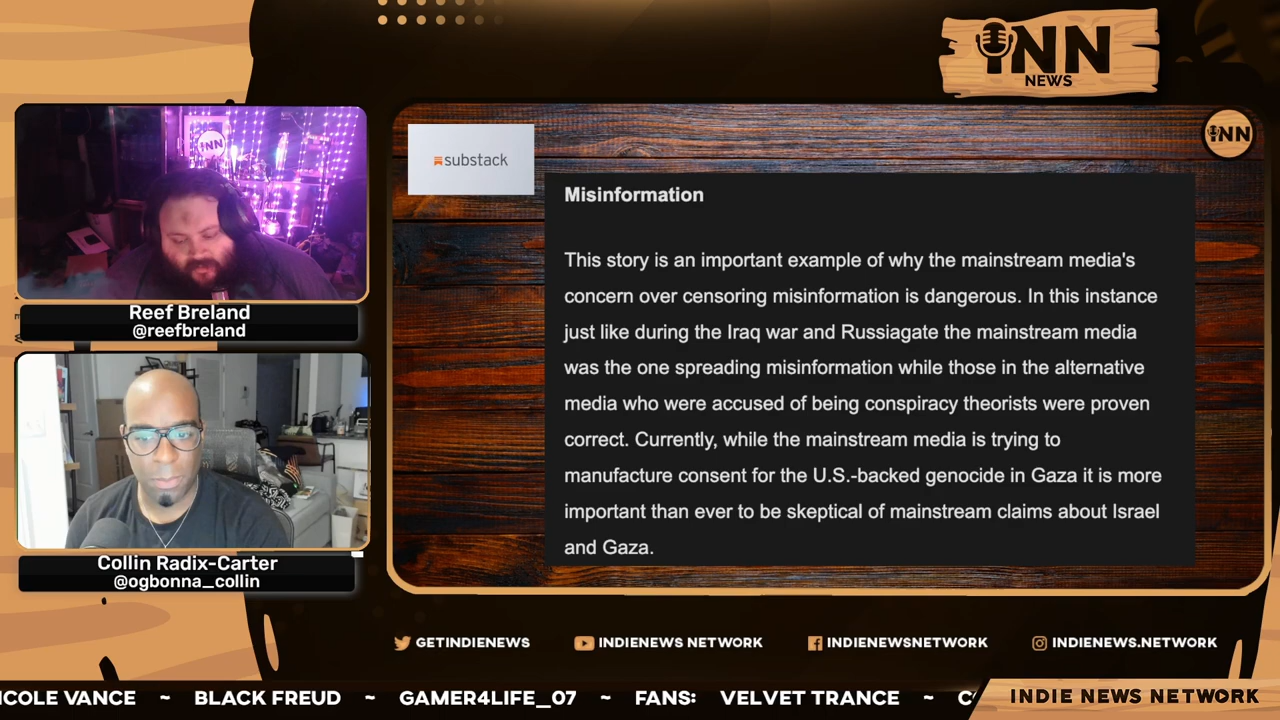 INN
NEWS
INN
INN
substack
Misinformation
This story is an important example of why the mainstream media's
concern over censoring misinformation is dangerous. In this instance
just like during the Iraq war and Russiagate the mainstream media
was the one spreading misinformation while those in the alternative
media who were accused of being conspiracy theorists were proven
correct. Currently, while the mainstream media is trying to
manufacture consent for the U.S.-backed genocide in Gaza it is more
important than ever to be skeptical of mainstream claims about Israel
and Gaza.
Reef Breland
@reefbreland
Collin Radix-Carter
@ogbonna_collin
GETINDIENEWS
INDIENEWS NETWORK
INDIENEWSNETWORK
INDIENEWS.NETWORK
ICOLE VANCE ~ BLACK FREUD ~ GAMER4LIFE_07 ~ FANS: VELVET TRANCE ~ C
INDIE NEWS NETWORK